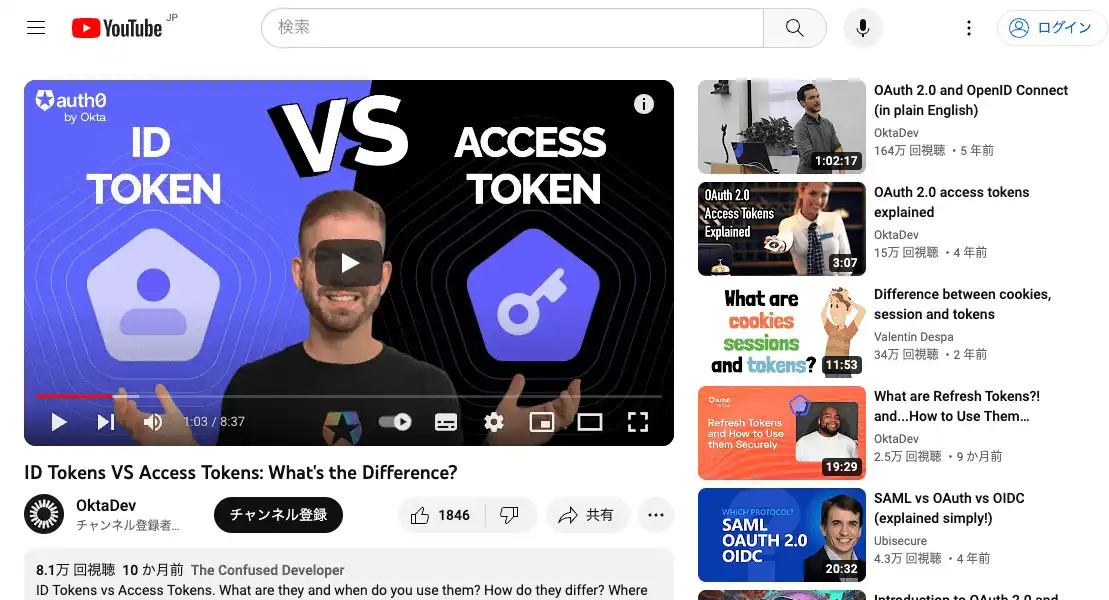 YouTube JP
検索
ログイン
auth0
by Okta
ID
TOKEN
VS
ACCESS
TOKEN
1:03 / 8:37
ID Tokens VS Access Tokens: What's the Difference?
OktaDev
チャンネル登録者...
チャンネル登録
1846
共有
8.1万 回視聴 10 か月前 The Confused Developer
ID Tokens vs Access Tokens. What are they and when do you use them? How do they differ? Where
1:02:17
OAuth 2.0 and OpenID Connect
(in plain English)
OktaDev
164万 回視聴 ・5 年前
OAuth 2.0
Access Tokens
Explained
3:07
OAuth 2.0 access tokens
explained
OktaDev
15万 回視聴 ・4 年前
What are
cookies
sessions
and tokens?
11:53
Difference between cookies,
session and tokens
Valentin Despa
34万 回視聴 ・2 年前
auth0
Refresh Tokens
and How to Use
them Securely
19:29
What are Refresh Tokens?!
and...How to Use Them...
OktaDev
2.5万 回視聴 ・9 か月前
WHICH PROTOCOL?
SAML
OAUTH 2.0
OIDC
20:32
SAML vs OAuth vs OIDC
(explained simply!)
Ubisecure
4.3万 回視聴 ・4 年前
Introduction to OAuth 2.0 and